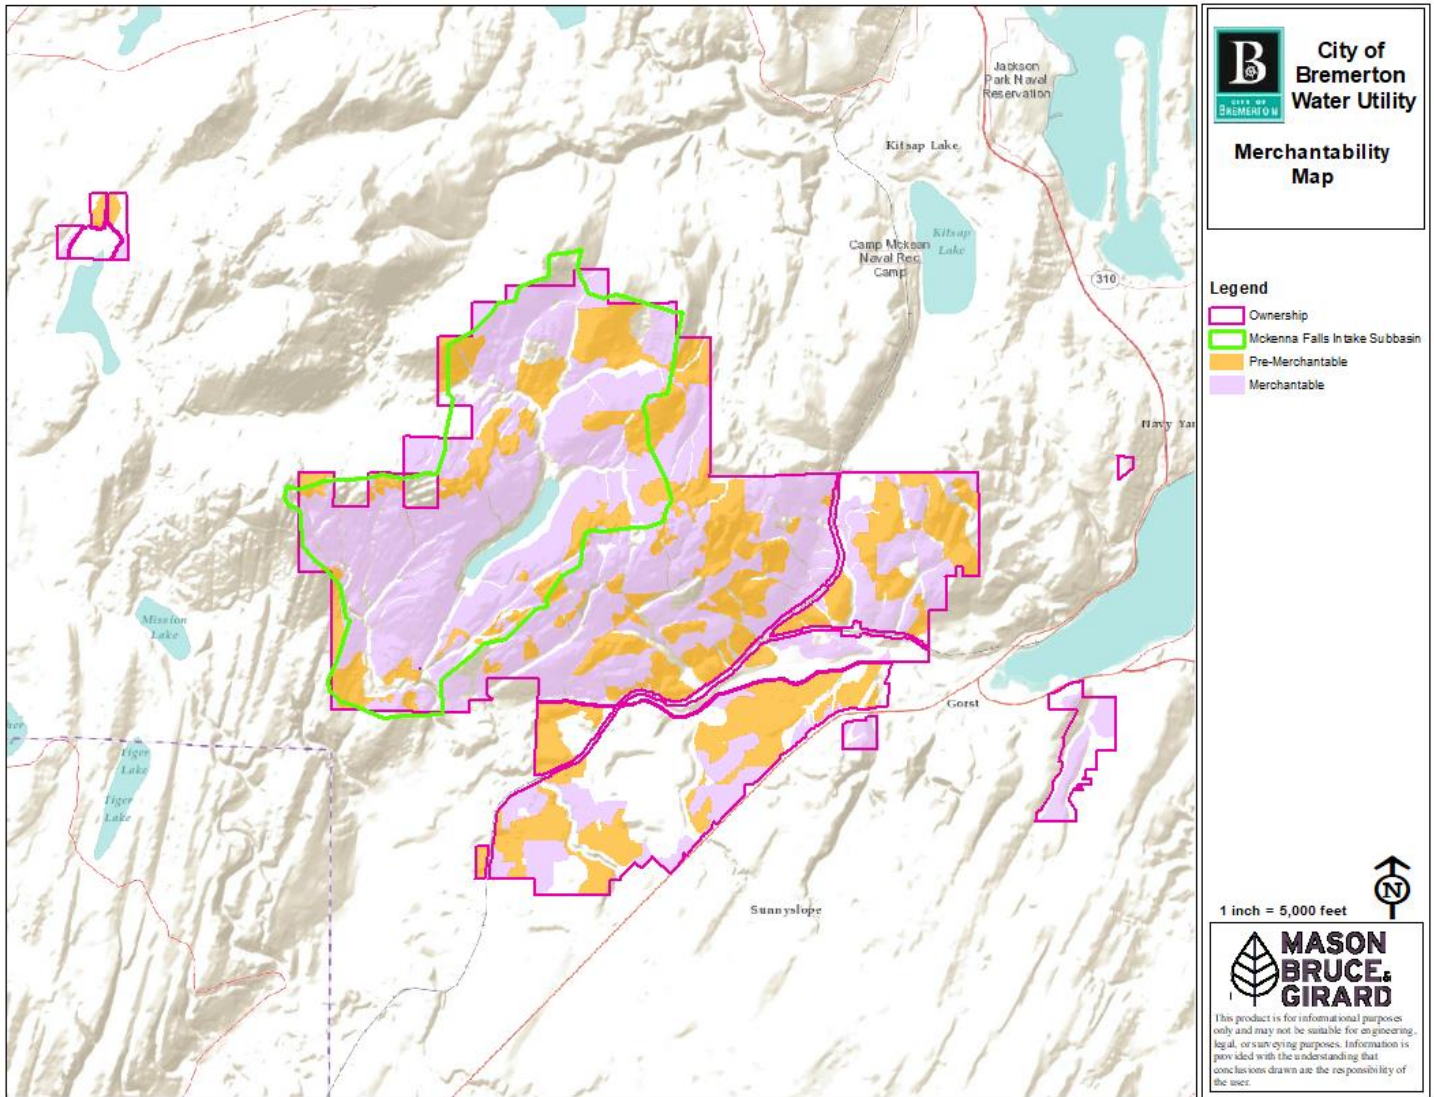 Jackson
Park Naval
Reservation
Kitsap Lake
Kitsap
Lake
Camp Mckean
Naval Rec
Camp
310
Mission
Lake
Tiger
Lake
Tiger
Lake
Gorst
Sunnyslope
B
CITY OF
BREMERTON
City of
Bremerton
Water Utility
Merchantability
Map
Legend
Ownership
Mckenna Falls Intake Subbasin
Pre-Merchantable
Merchantable
1 inch = 5,000 feet
N
MASON
BRUCE &
GIRARD
This product is for informational purposes
only and may not be suitable for engineering,
legal, or surveying purposes. Information is
provided with the understanding that
conclusions drawn are the responsibility of
the user.